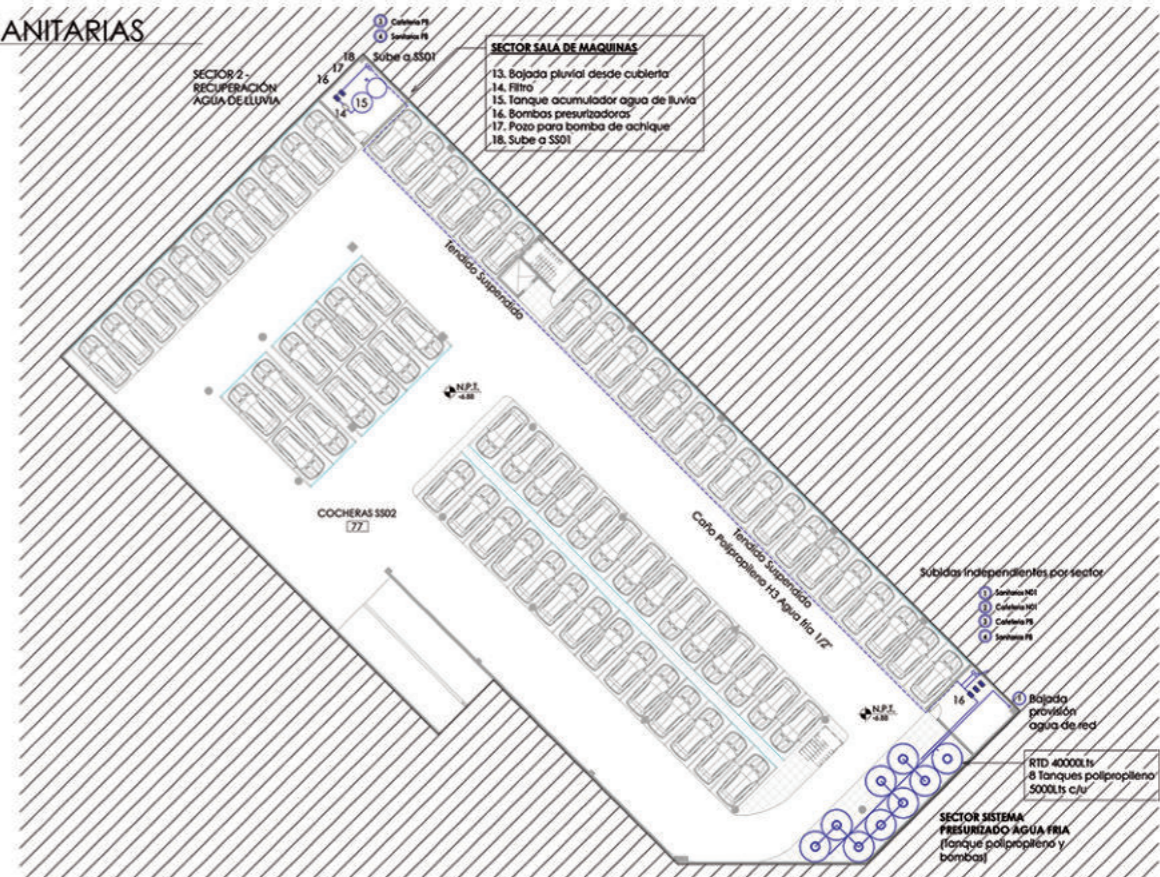 ANITARIAS
3 Cafetería PB
4 Sanitarios PB
18 Sube a SS01
17
16
14
15
SECTOR 2 -
RECUPERACIÓN
AGUA DE LLUVIA
SECTOR SALA DE MAQUINAS
13. Bajada pluvial desde cubierta
14. Filtro
15. Tanque acumulador agua de lluvia
16. Bombas presurizadoras
17. Pozo para bomba de achique
18. Sube a SS01
Tendido Suspendido
N.P.T.
-6.88
COCHERAS SS02
77
Tendido Suspendido
Caño Polipropileno H3 Agua fría 1/2"
Subidas independientes por sector
1 Sanitarios N01
2 Cafetería N01
3 Cafetería PB
4 Sanitarios PB
N.P.T.
-6.88
16
1 Bajada
provisión
agua de red
RTD 40000Lts
8 Tanques polipropileno
5000Lts c/u
SECTOR SISTEMA
PRESURIZADO AGUA FRIA
(Tanque polipropileno y
bombas)